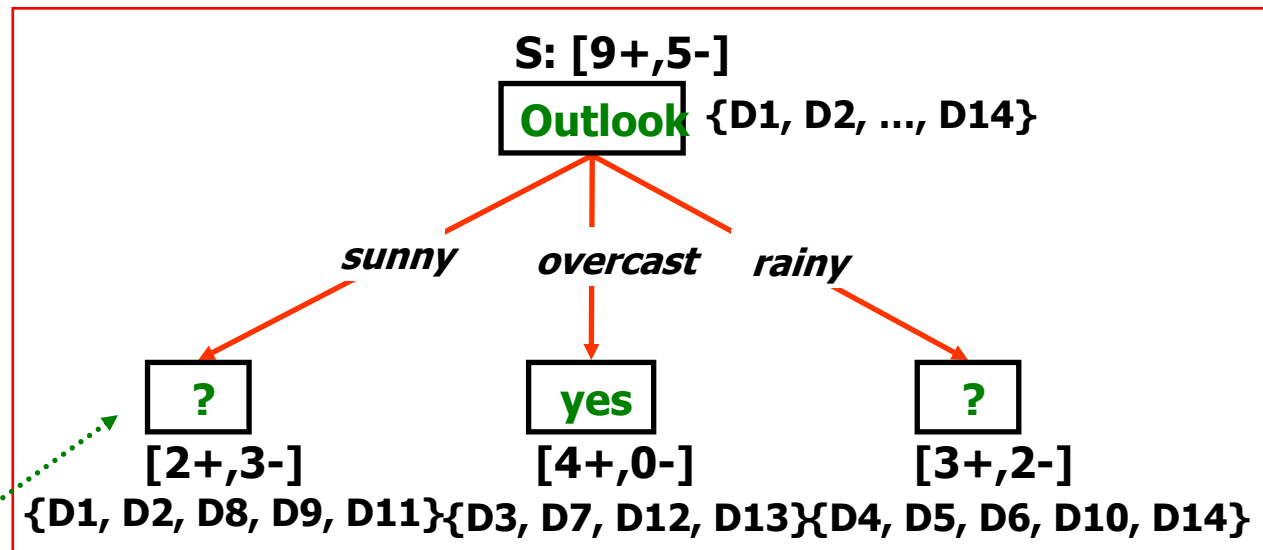 S: [9+,5-]
Outlook {D1, D2, ..., D14}
sunny overcast rainy
? yes ?
[2+,3-] [4+,0-] [3+,2-]
{D1, D2, D8, D9, D11} {D3, D7, D12, D13} {D4, D5, D6, D10, D14}